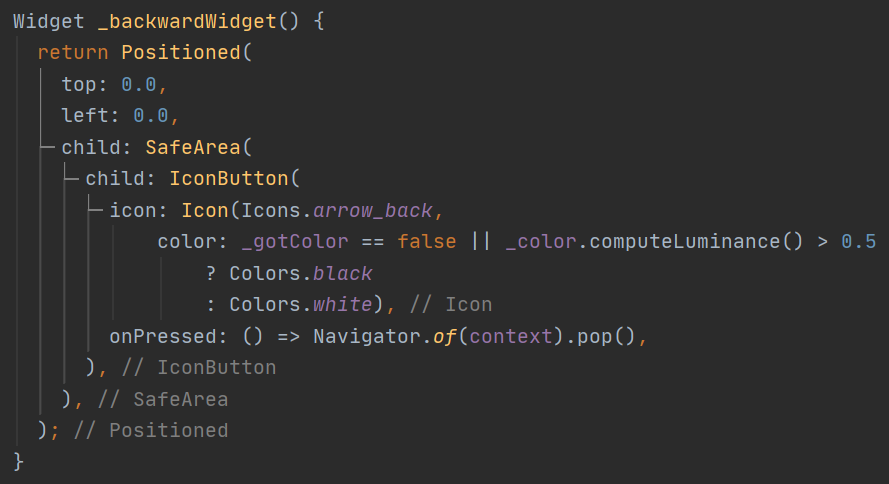 Widget _backwardWidget() {
  return Positioned(
    top: 0.0,
    left: 0.0,
    child: SafeArea(
      child: IconButton(
        icon: Icon(Icons.arrow_back,
            color: _gotColor == false || _color.computeLuminance() > 0.5
                ? Colors.black
                : Colors.white), // Icon
        onPressed: () => Navigator.of(context).pop(),
      ), // IconButton
    ), // SafeArea
  ); // Positioned
}